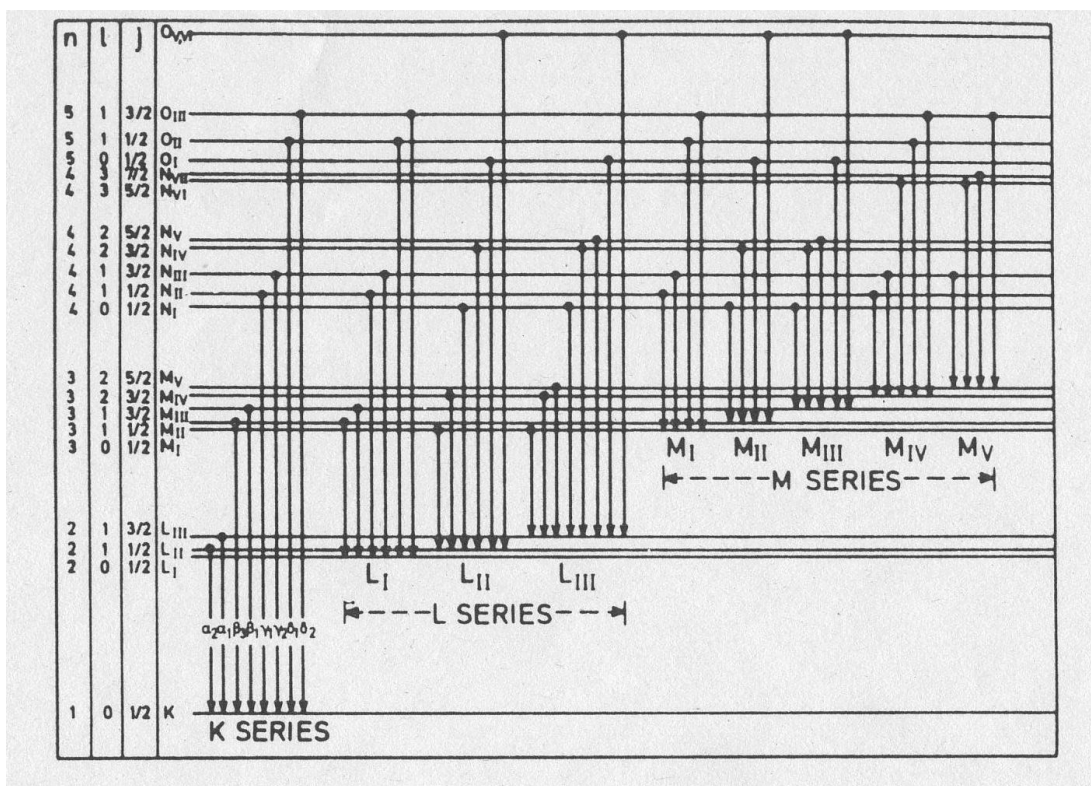 n l j O_V,VI
5 1 3/2 O_III
5 1 1/2 O_II
5 0 1/2 O_I
4 3 7/2 N_VII
4 3 5/2 N_VI
4 2 5/2 N_V
4 2 3/2 N_IV
4 1 3/2 N_III
4 1 1/2 N_II
4 0 1/2 N_I
3 2 5/2 M_V
3 2 3/2 M_IV
3 1 3/2 M_III
3 1 1/2 M_II
3 0 1/2 M_I
M_I M_II M_III M_IV M_V
M SERIES
2 1 3/2 L_III
2 1 1/2 L_II
2 0 1/2 L_I
L_I L_II L_III
L SERIES
α₂ α₁ β₃ β₁ γ₁ γ₂ δ₁ δ₂
1 0 1/2 K
K SERIES